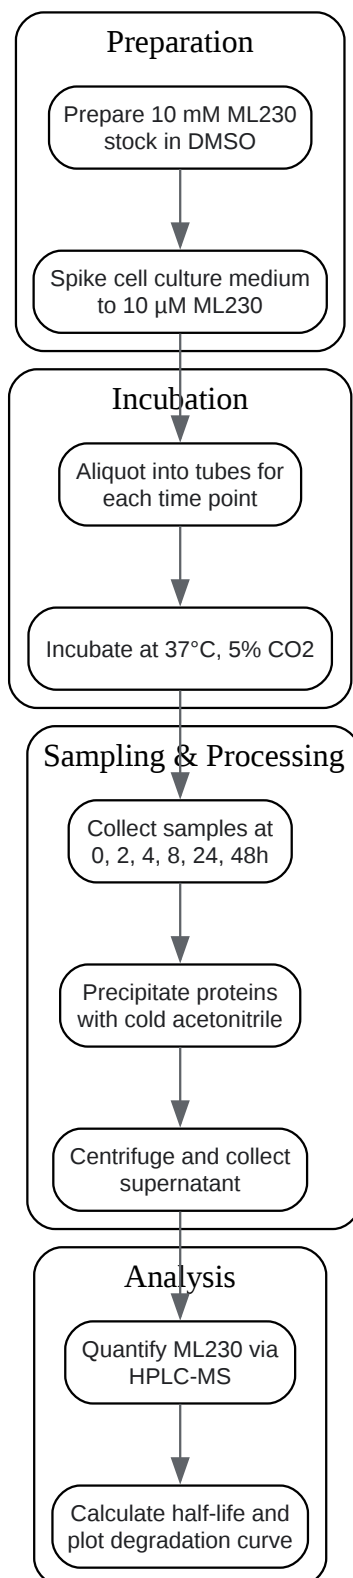 Preparation
Prepare 10 mM ML230
stock in DMSO
Spike cell culture medium
to 10 µM ML230
Incubation
Aliquot into tubes for
each time point
Incubate at 37°C, 5% CO2
Sampling & Processing
Collect samples at
0, 2, 4, 8, 24, 48h
Precipitate proteins
with cold acetonitrile
Centrifuge and collect
supernatant
Analysis
Quantify ML230 via
HPLC-MS
Calculate half-life and
plot degradation curve